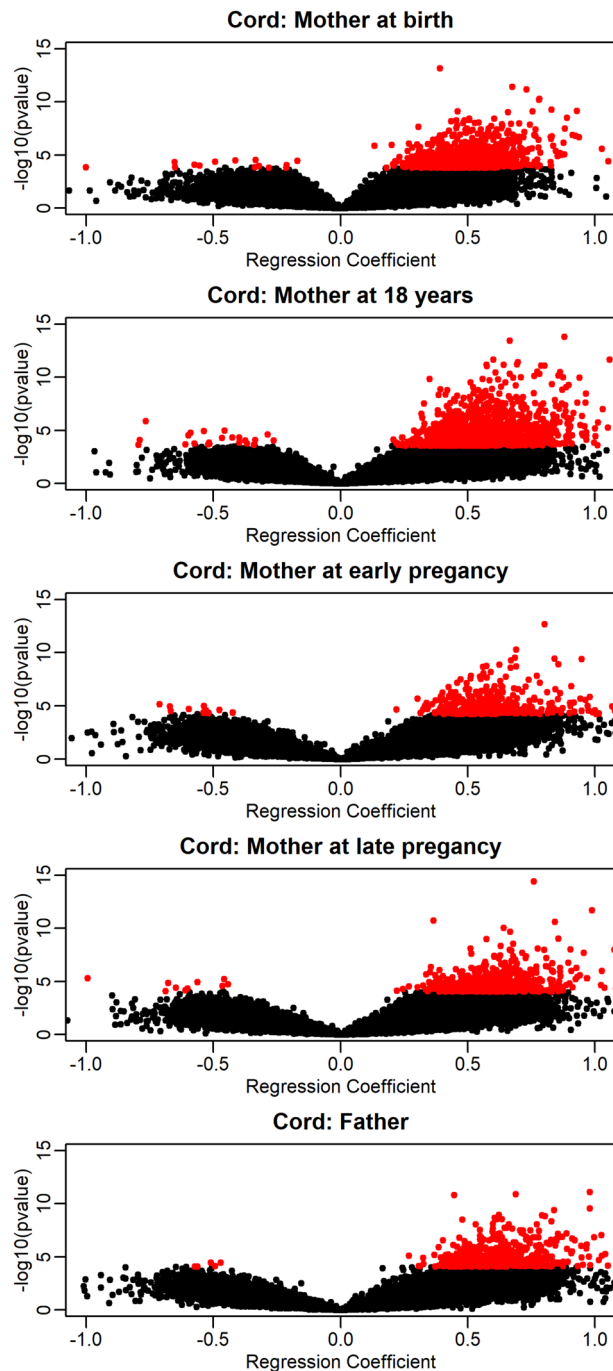 Cord: Mother at birth
15
10
5
0
-log10(pvalue)
-1.0 -0.5 0.0 0.5 1.0
Regression Coefficient
Cord: Mother at 18 years
15
10
5
0
-log10(pvalue)
-1.0 -0.5 0.0 0.5 1.0
Regression Coefficient
Cord: Mother at early pregancy
15
10
5
0
-log10(pvalue)
-1.0 -0.5 0.0 0.5 1.0
Regression Coefficient
Cord: Mother at late pregancy
15
10
5
0
-log10(pvalue)
-1.0 -0.5 0.0 0.5 1.0
Regression Coefficient
Cord: Father
15
10
5
0
-log10(pvalue)
-1.0 -0.5 0.0 0.5 1.0
Regression Coefficient